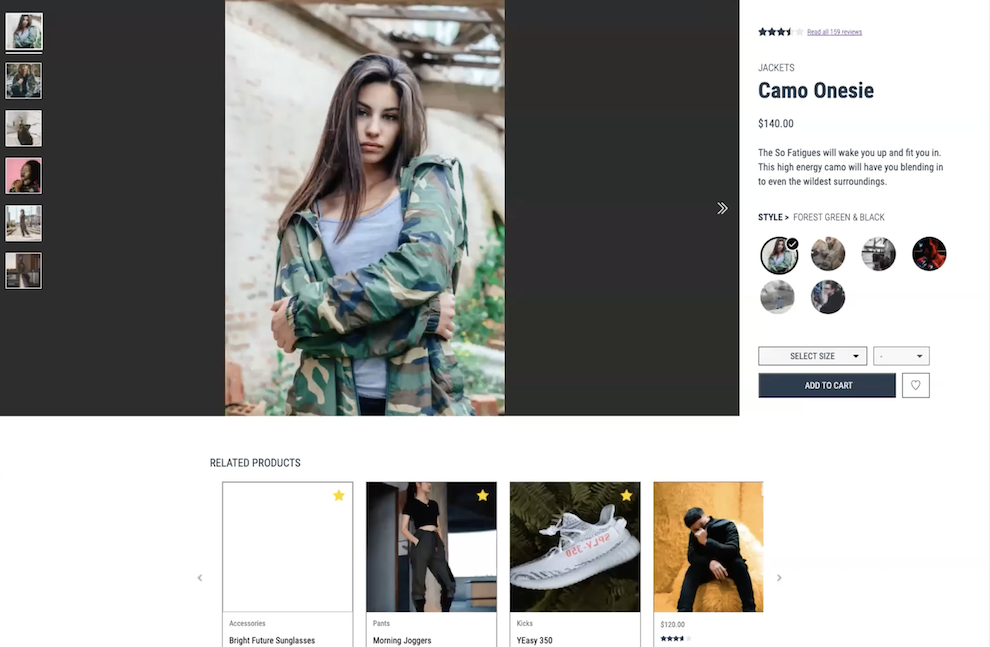 Read all 159 reviews
JACKETS
Camo Onesie
$140.00
The So Fatigues will wake you up and fit you in.
This high energy camo will have you blending in
to even the wildest surroundings.
STYLE > FOREST GREEN & BLACK
SELECT SIZE
-
ADD TO CART
RELATED PRODUCTS
SPLY-350
Accessories
Bright Future Sunglasses
Pants
Morning Joggers
Kicks
YEasy 350
$120.00